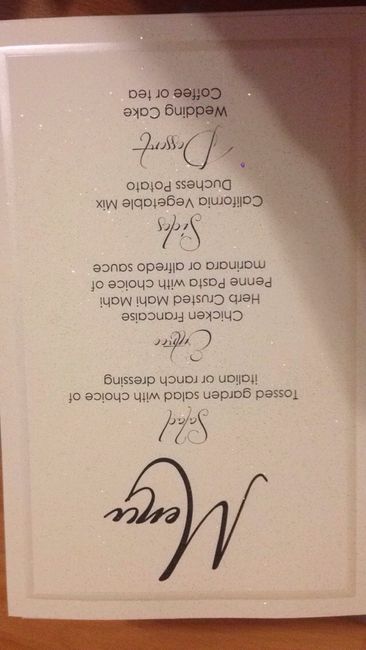 Menu
Salad
Tossed garden salad with choice of
italian or ranch dressing
Entree
Chicken Francaise
Herb Crusted Mahi Mahi
Penne Pasta with choice of
marinara or alfredo sauce
Sides
California Vegetable Mix
Duchess Potato
Dessert
Wedding Cake
Coffee or tea